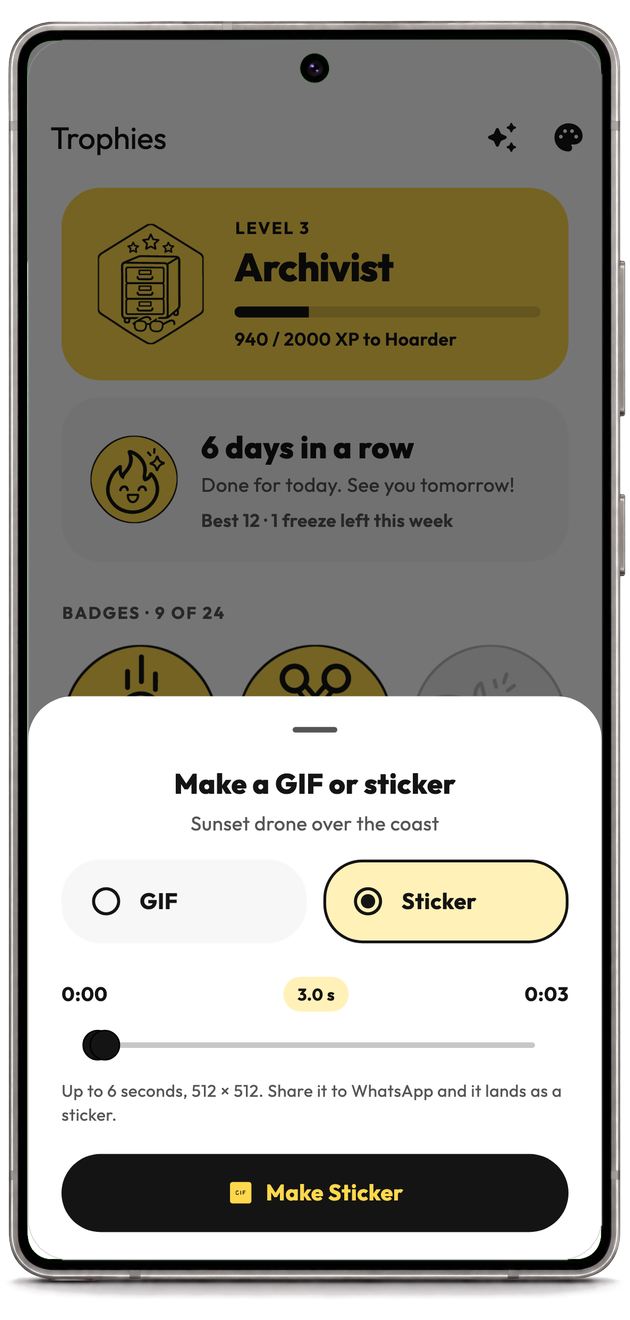 Trophies
LEVEL 3
Archivist
940 / 2000 XP to Hoarder
6 days in a row
Done for today. See you tomorrow!
Best 12 · 1 freeze left this week
BADGES · 9 OF 24
Make a GIF or sticker
Sunset drone over the coast
GIF
Sticker
0:00
3.0 s
0:03
Up to 6 seconds, 512 × 512. Share it to WhatsApp and it lands as a
sticker.
GIF
Make Sticker